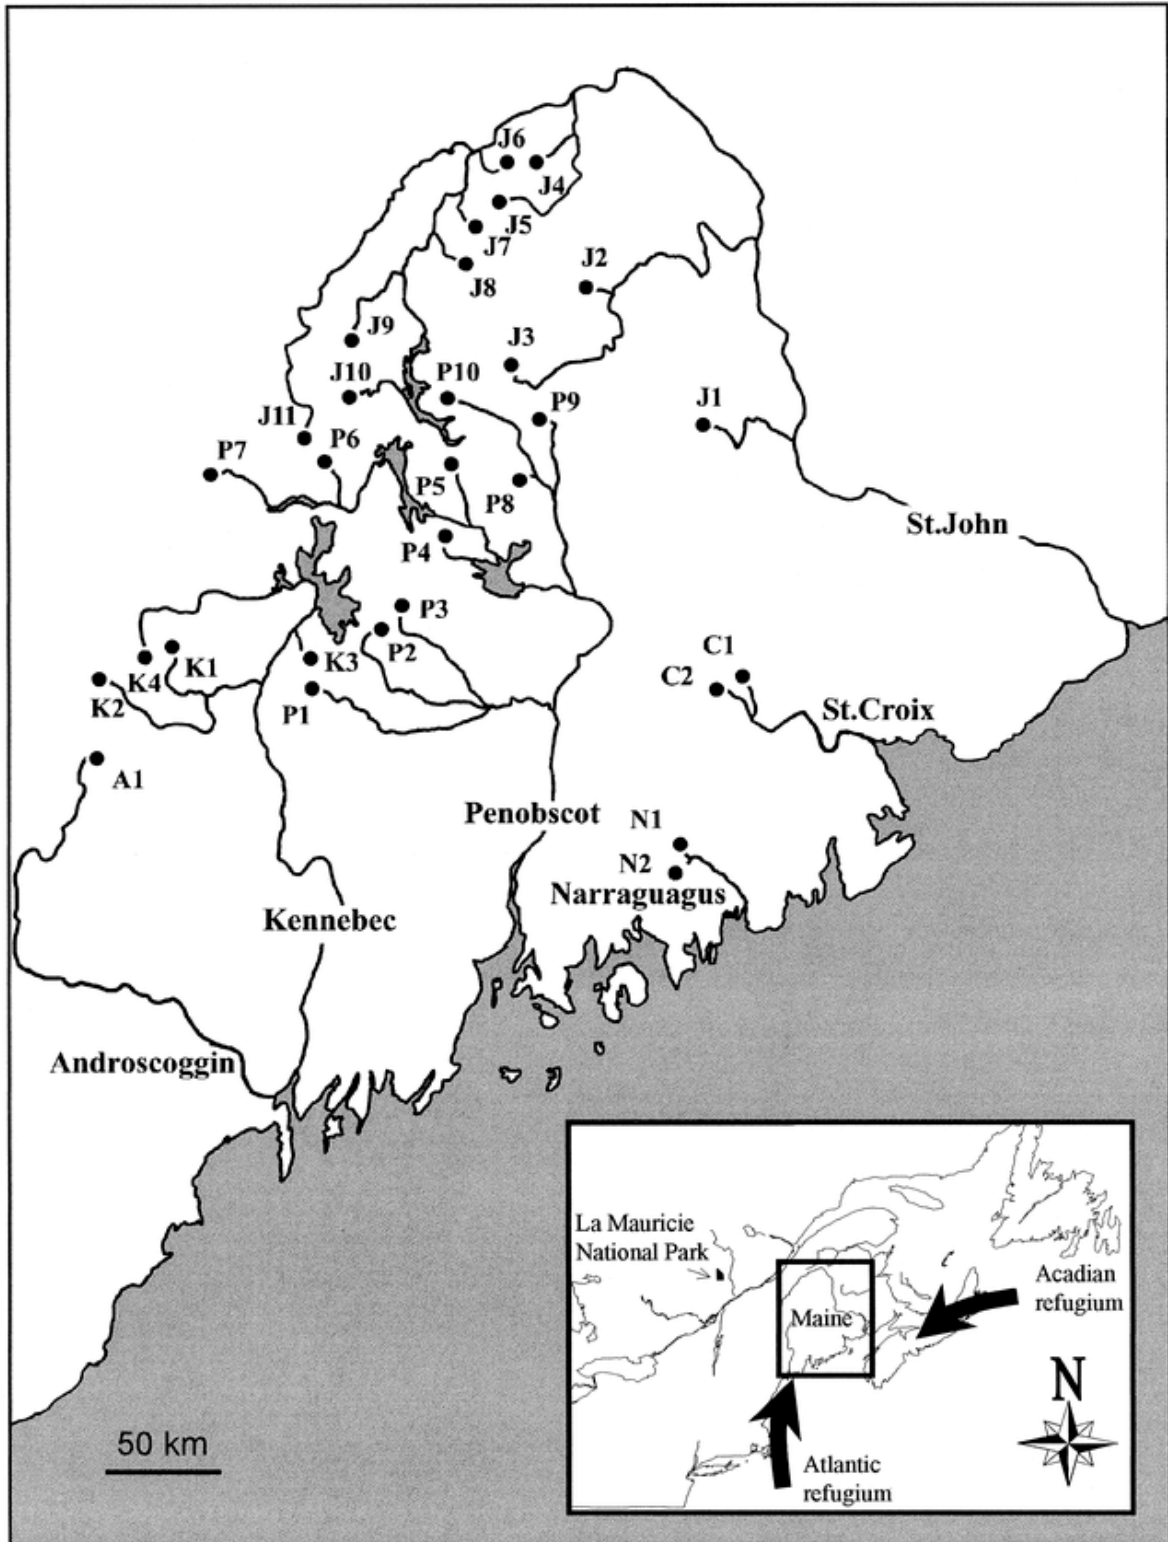 J6
J4
J5
J7
J2
J8
J9
J3
J10
P10
P9
J1
J11
P6
P7
P5
P8
St.John
P4
P3
P2
C1
K3
K1
C2
K4
K2
P1
St.Croix
A1
Penobscot
N1
N2
Narraguagus
Kennebec
Androscoggin
La Mauricie
National Park
Acadian
refugium
Maine
N
50 km
Atlantic
refugium